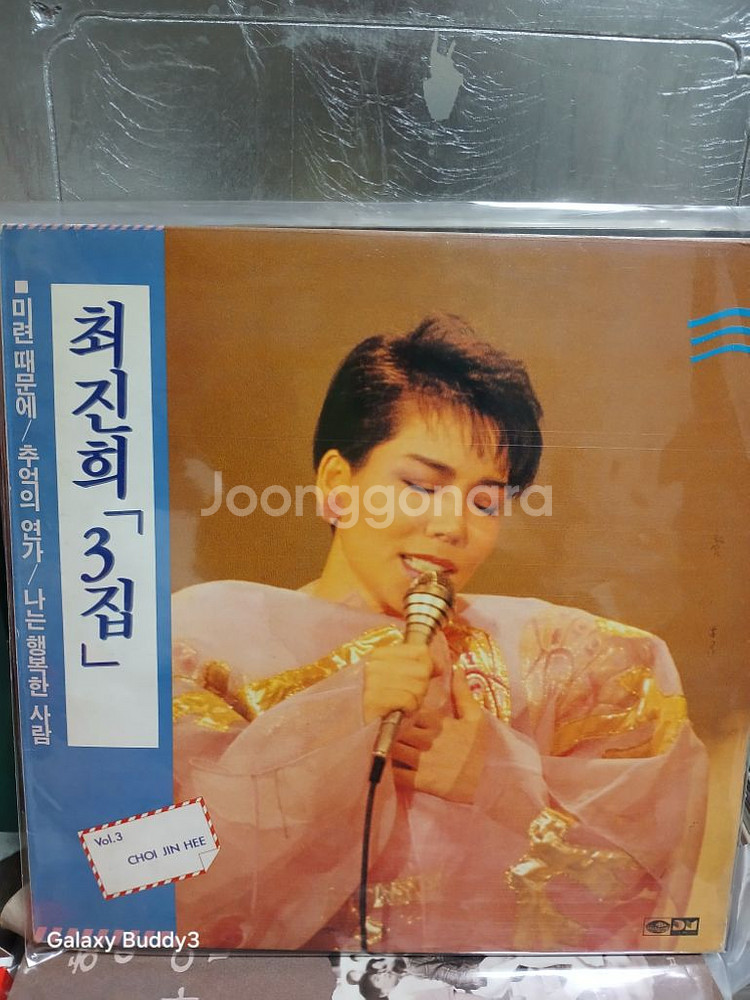 ■미련 때문에/추억의 연가/나는 행복한 사람
최진희「3집」
Joonggonara
Vol.3
CHOI JIN HEE
Galaxy Buddy3